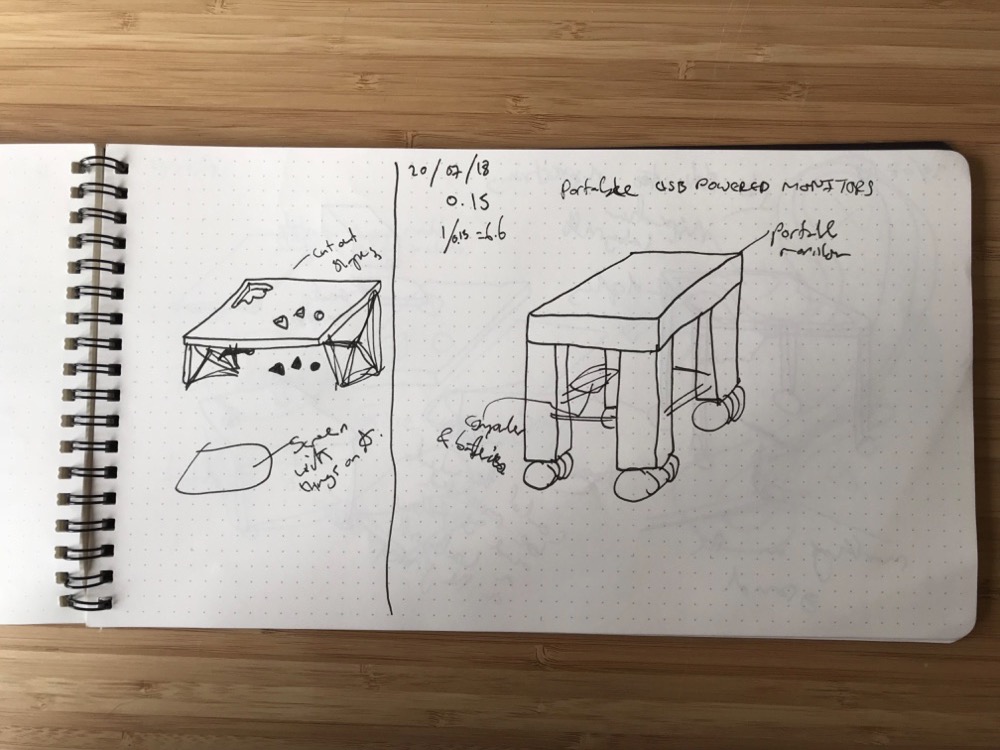 cut out
shapes
Screen
with
things on it.
20/07/18
0.15
1/0.15 = 6.6
Portable USB POWERED MONITORS
Portable
monitor
& batteries